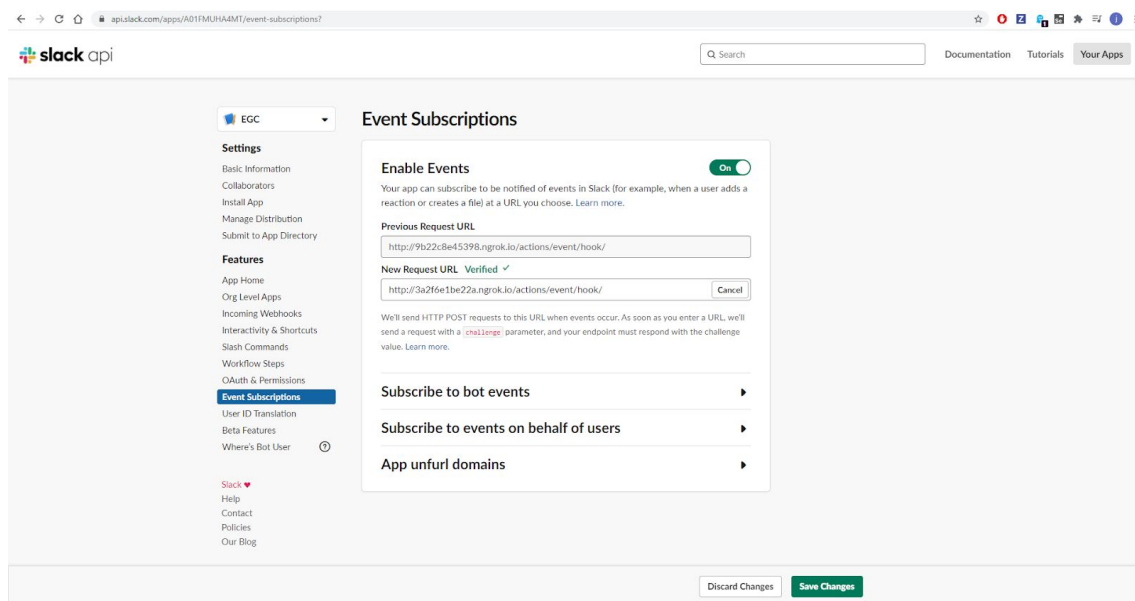 api.slack.com/apps/A01FMUHA4MT/event-subscriptions?
slack api
Search
Documentation
Tutorials
Your Apps
EGC
Settings
Basic Information
Collaborators
Install App
Manage Distribution
Submit to App Directory
Features
App Home
Org Level Apps
Incoming Webhooks
Interactivity & Shortcuts
Slash Commands
Workflow Steps
OAuth & Permissions
Event Subscriptions
User ID Translation
Beta Features
Where's Bot User
Slack
Help
Contact
Policies
Our Blog
Event Subscriptions
Enable Events
On
Your app can subscribe to be notified of events in Slack (for example, when a user adds a
reaction or creates a file) at a URL you choose. Learn more.
Previous Request URL
http://9b22c8e45398.ngrok.io/actions/event/hook/
New Request URL Verified
http://3a2f6e1be22a.ngrok.io/actions/event/hook/
Cancel
We'll send HTTP POST requests to this URL when events occur. As soon as you enter a URL, we'll
send a request with a challenge parameter, and your endpoint must respond with the challenge
value. Learn more.
Subscribe to bot events
Subscribe to events on behalf of users
App unfurl domains
Discard Changes
Save Changes